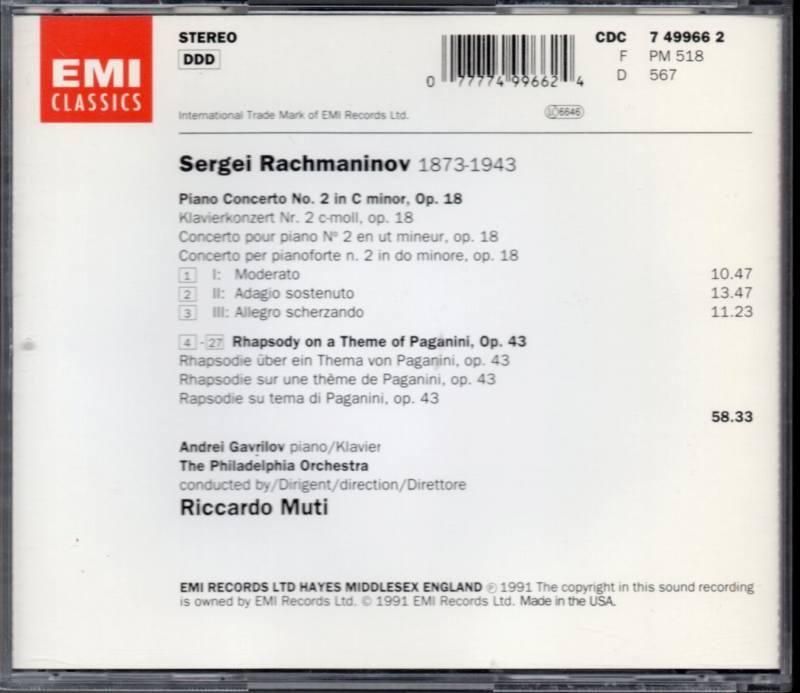 EMI
CLASSICS
STEREO
DDD
0 77774 99662 4
CDC 7 49966 2
F PM 518
D 567
International Trade Mark of EMI Records Ltd.
6646
Sergei Rachmaninov 1873-1943
Piano Concerto No. 2 in C minor, Op. 18
Klavierkonzert Nr. 2 c-moll, op. 18
Concerto pour piano Nº 2 en ut mineur, op. 18
Concerto per pianoforte n. 2 in do minore, op. 18
1 I: Moderato 10.47
2 II: Adagio sostenuto 13.47
3 III: Allegro scherzando 11.23
4 - 27 Rhapsody on a Theme of Paganini, Op. 43
Rhapsodie über ein Thema von Paganini, op. 43
Rhapsodie sur une thème de Paganini, op. 43
Rapsodie su tema di Paganini, op. 43
58.33
Andrei Gavrilov piano/Klavier
The Philadelphia Orchestra
conducted by/Dirigent/direction/Direttore
Riccardo Muti
EMI RECORDS LTD HAYES MIDDLESEX ENGLAND ℗ 1991 The copyright in this sound recording
is owned by EMI Records Ltd. © 1991 EMI Records Ltd. Made in the USA.